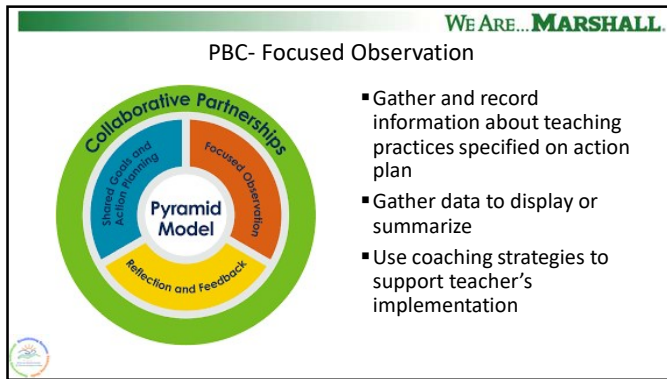 WE ARE... MARSHALL.
PBC- Focused Observation
Collaborative Partnerships
Shared Goals and
Action Planning
Focused Observation
Pyramid
Model
Reflection and Feedback
▪Gather and record
information about teaching
practices specified on action
plan
▪Gather data to display or
summarize
▪Use coaching strategies to
support teacher's
implementation